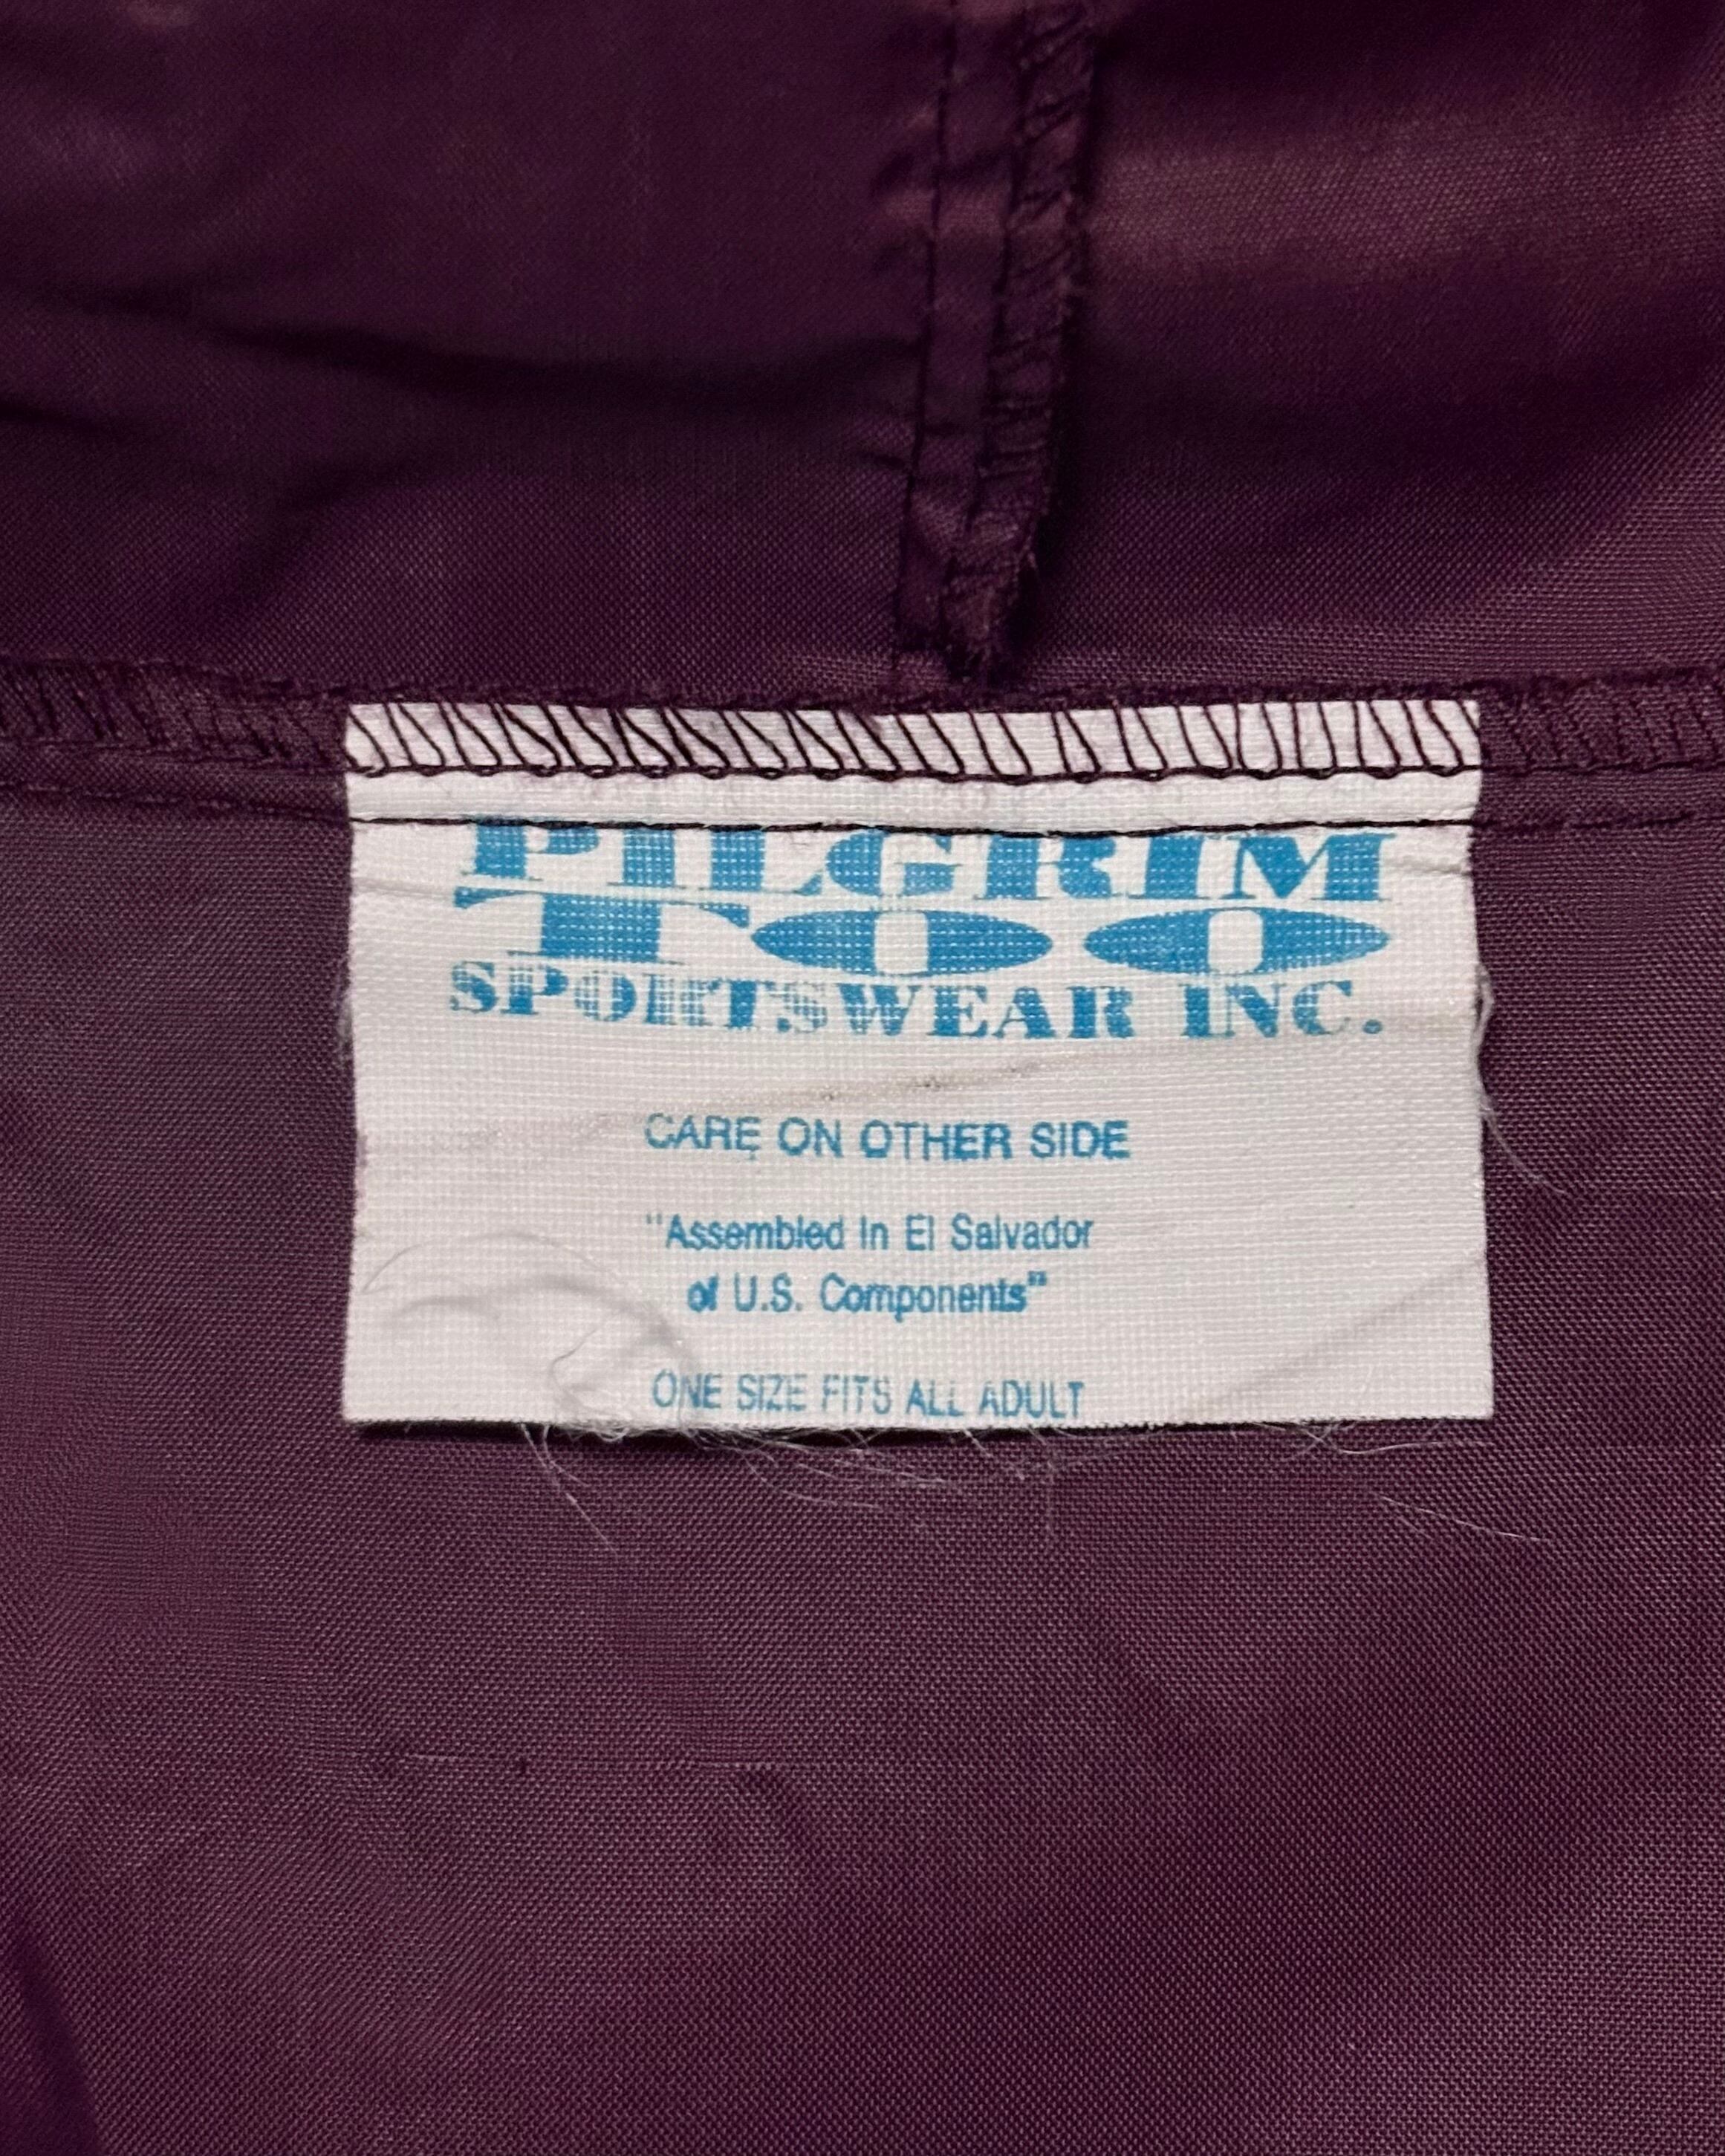 PILGRIM
TOO
SPORTSWEAR INC.
CARE ON OTHER SIDE
"Assembled In El Salvador
of U.S. Components"
ONE SIZE FITS ALL ADULT